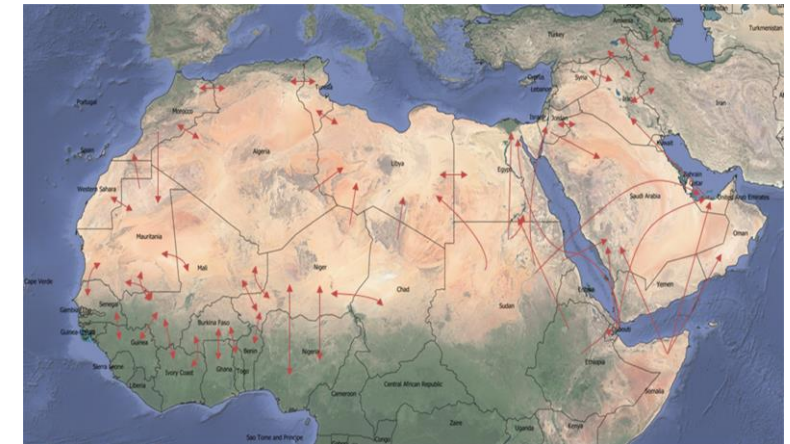 Kazakhstan
Armenia
Azerbaijan
Turkmenistan
Turkey
Portugal
Cyprus
Syria
Lebanon
Iran
Israel
Jordan
Morocco
Spain
Algeria
Libya
Egypt
Kuwait
Bahrain
Qatar
Western Sahara
Saudi Arabia
United Arab Emirates
Mauritania
Oman
Mali
Niger
Cape Verde
Chad
Yemen
Eritrea
Senegal
Sudan
Gambia
Burkina Faso
Djibouti
Guinea-Bissau
Guinea
Benin
Nigeria
Ethiopia
Sierra Leone
Ivory Coast
Ghana
Togo
Liberia
Central African Republic
Cameroon
Somalia
Zaire
Uganda
Kenya
Congo
Sao Tome and Principe